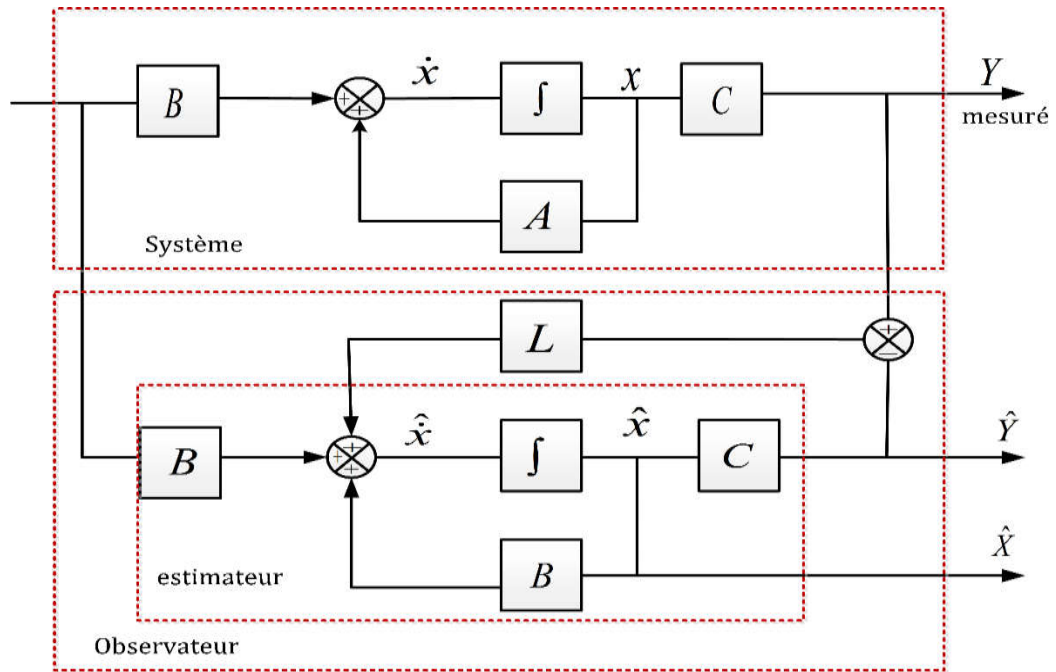 B
ẋ
∫
x
C
Y
mesuré
A
Système
L
B
x̂̇
∫
x̂
C
Ŷ
B
X̂
estimateur
Observateur